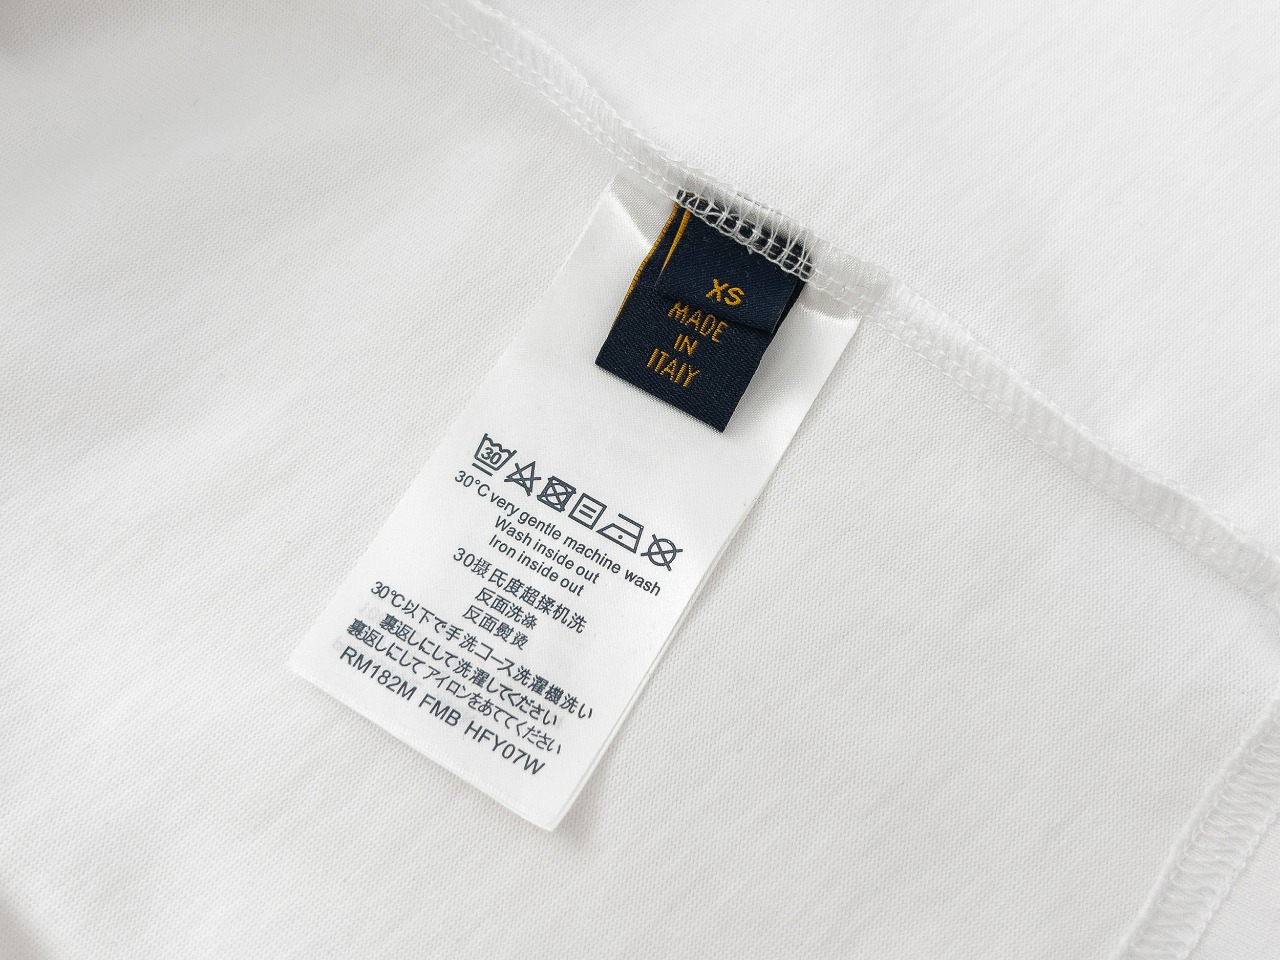 XS
MADE
IN
ITAIY
30
30°C very gentle machine wash
Wash inside out
Iron inside out
30摄氏度超揉机洗
反面洗涤
反面熨烫
30℃以下で手洗コース洗濯機洗い
裏返しにして洗濯してください
裏返しにしてアイロンをあててください
RM182M FMB HFY07W